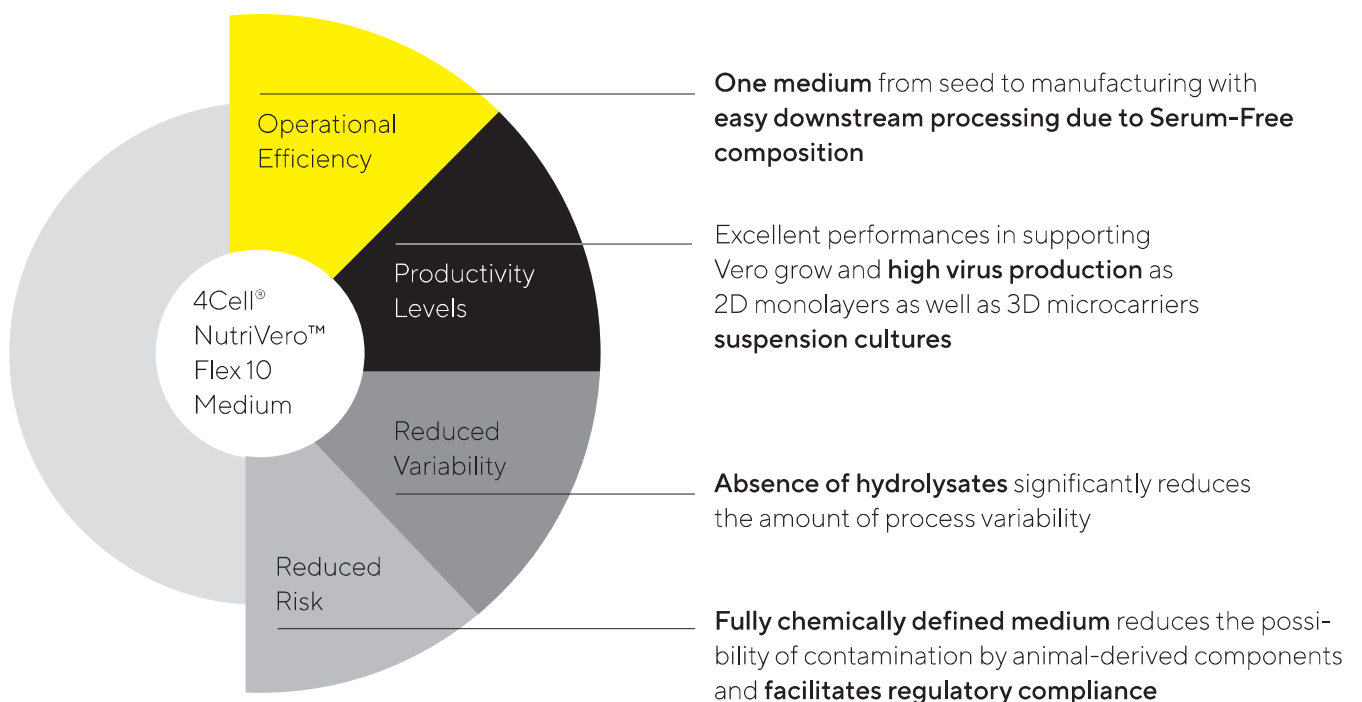 4Cell®
NutriVero™
Flex 10
Medium
Operational
Efficiency
One medium from seed to manufacturing with
easy downstream processing due to Serum-Free
composition
Productivity
Levels
Excellent performances in supporting
Vero grow and high virus production as
2D monolayers as well as 3D microcarriers
suspension cultures
Reduced
Variability
Absence of hydrolysates significantly reduces
the amount of process variability
Reduced
Risk
Fully chemically defined medium reduces the possi-
bility of contamination by animal-derived components
and facilitates regulatory compliance